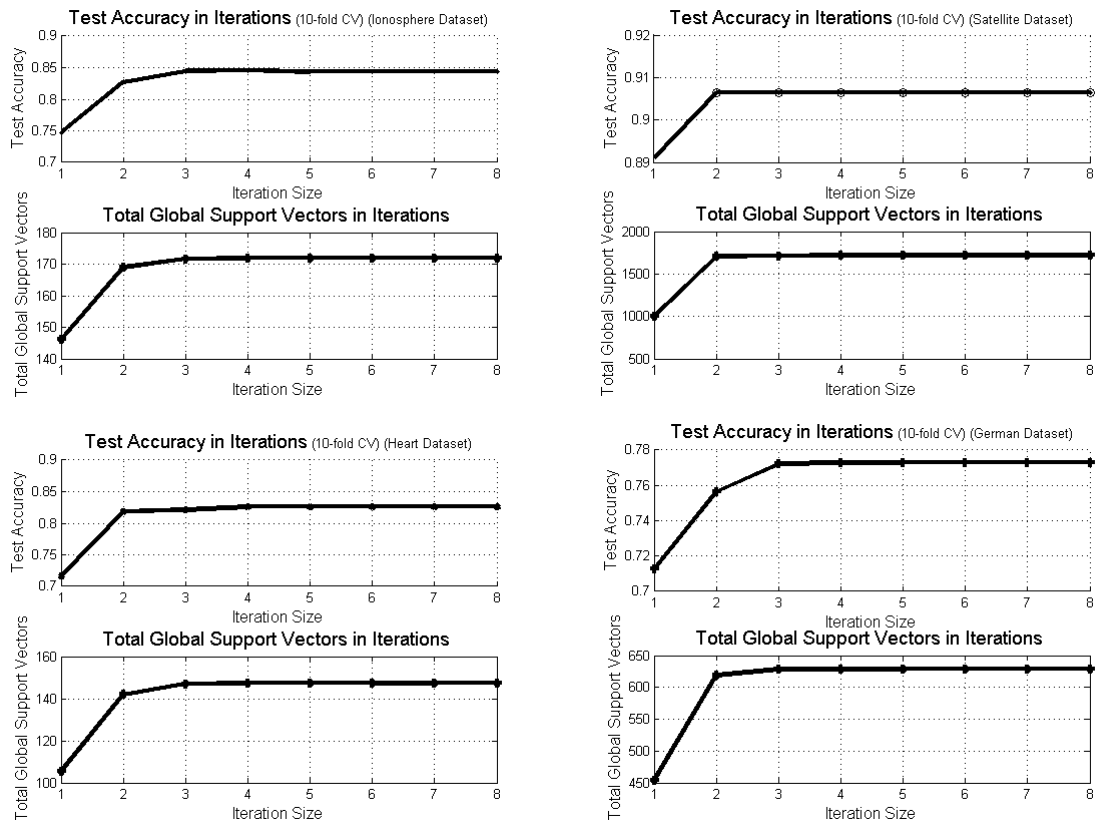 Test Accuracy in Iterations (10-fold CV) (Ionosphere Dataset)
Test Accuracy
0.9
0.85
0.8
0.75
0.7
1 2 3 4 5 6 7 8
Iteration Size
Total Global Support Vectors in Iterations
Total Global Support Vectors
180
170
160
150
140
1 2 3 4 5 6 7 8
Iteration Size
Test Accuracy in Iterations (10-fold CV) (Satellite Dataset)
Test Accuracy
0.92
0.91
0.9
0.89
1 2 3 4 5 6 7 8
Iteration Size
Total Global Support Vectors in Iterations
Total Global Support Vectors
2000
1500
1000
500
1 2 3 4 5 6 7 8
Iteration Size
Test Accuracy in Iterations (10-fold CV) (Heart Dataset)
Test Accuracy
0.9
0.85
0.8
0.75
0.7
1 2 3 4 5 6 7 8
Iteration Size
Total Global Support Vectors in Iterations
Total Global Support Vectors
160
140
120
100
1 2 3 4 5 6 7 8
Iteration Size
Test Accuracy in Iterations (10-fold CV) (German Dataset)
Test Accuracy
0.78
0.76
0.74
0.72
0.7
1 2 3 4 5 6 7 8
Iteration Size
Total Global Support Vectors in Iterations
Total Global Support Vectors
650
600
550
500
450
1 2 3 4 5 6 7 8
Iteration Size